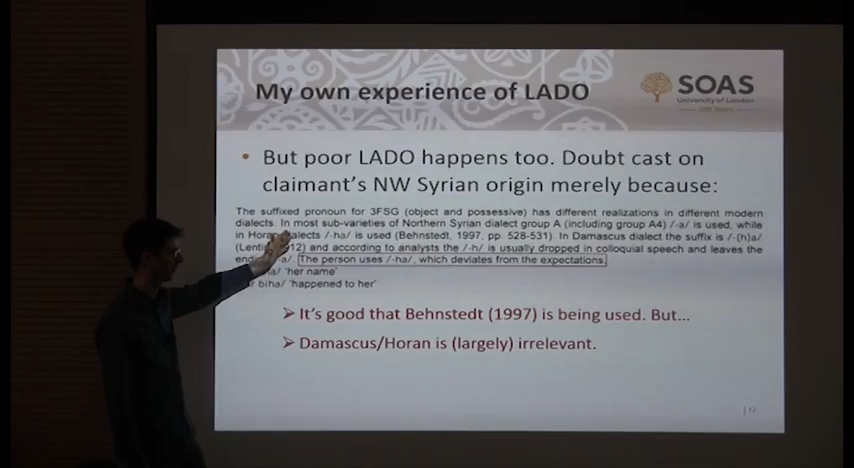 My own experience of LADO
SOAS
University of London
• But poor LADO happens too. Doubt cast on
claimant's NW Syrian origin merely because:
The suffixed pronoun for 3FSG (object and possessive) has different realizations in different modern
dialects. In most sub-varieties of Northern Syrian dialect group A (including group A4) /-a/ is used, while
in Horan dialects /-ha/ is used (Behnstedt, 1997, pp. 528-531). In Damascus dialect the suffix is /-(h)a/
and according to analysts the /-h/ is usually dropped in colloquial speech and leaves the
The person uses /-ha/, which deviates from the expectations.
'her name'
biha/ 'happened to her'
➢ It's good that Behnstedt (1997) is being used. But...
➢ Damascus/Horan is (largely) irrelevant.